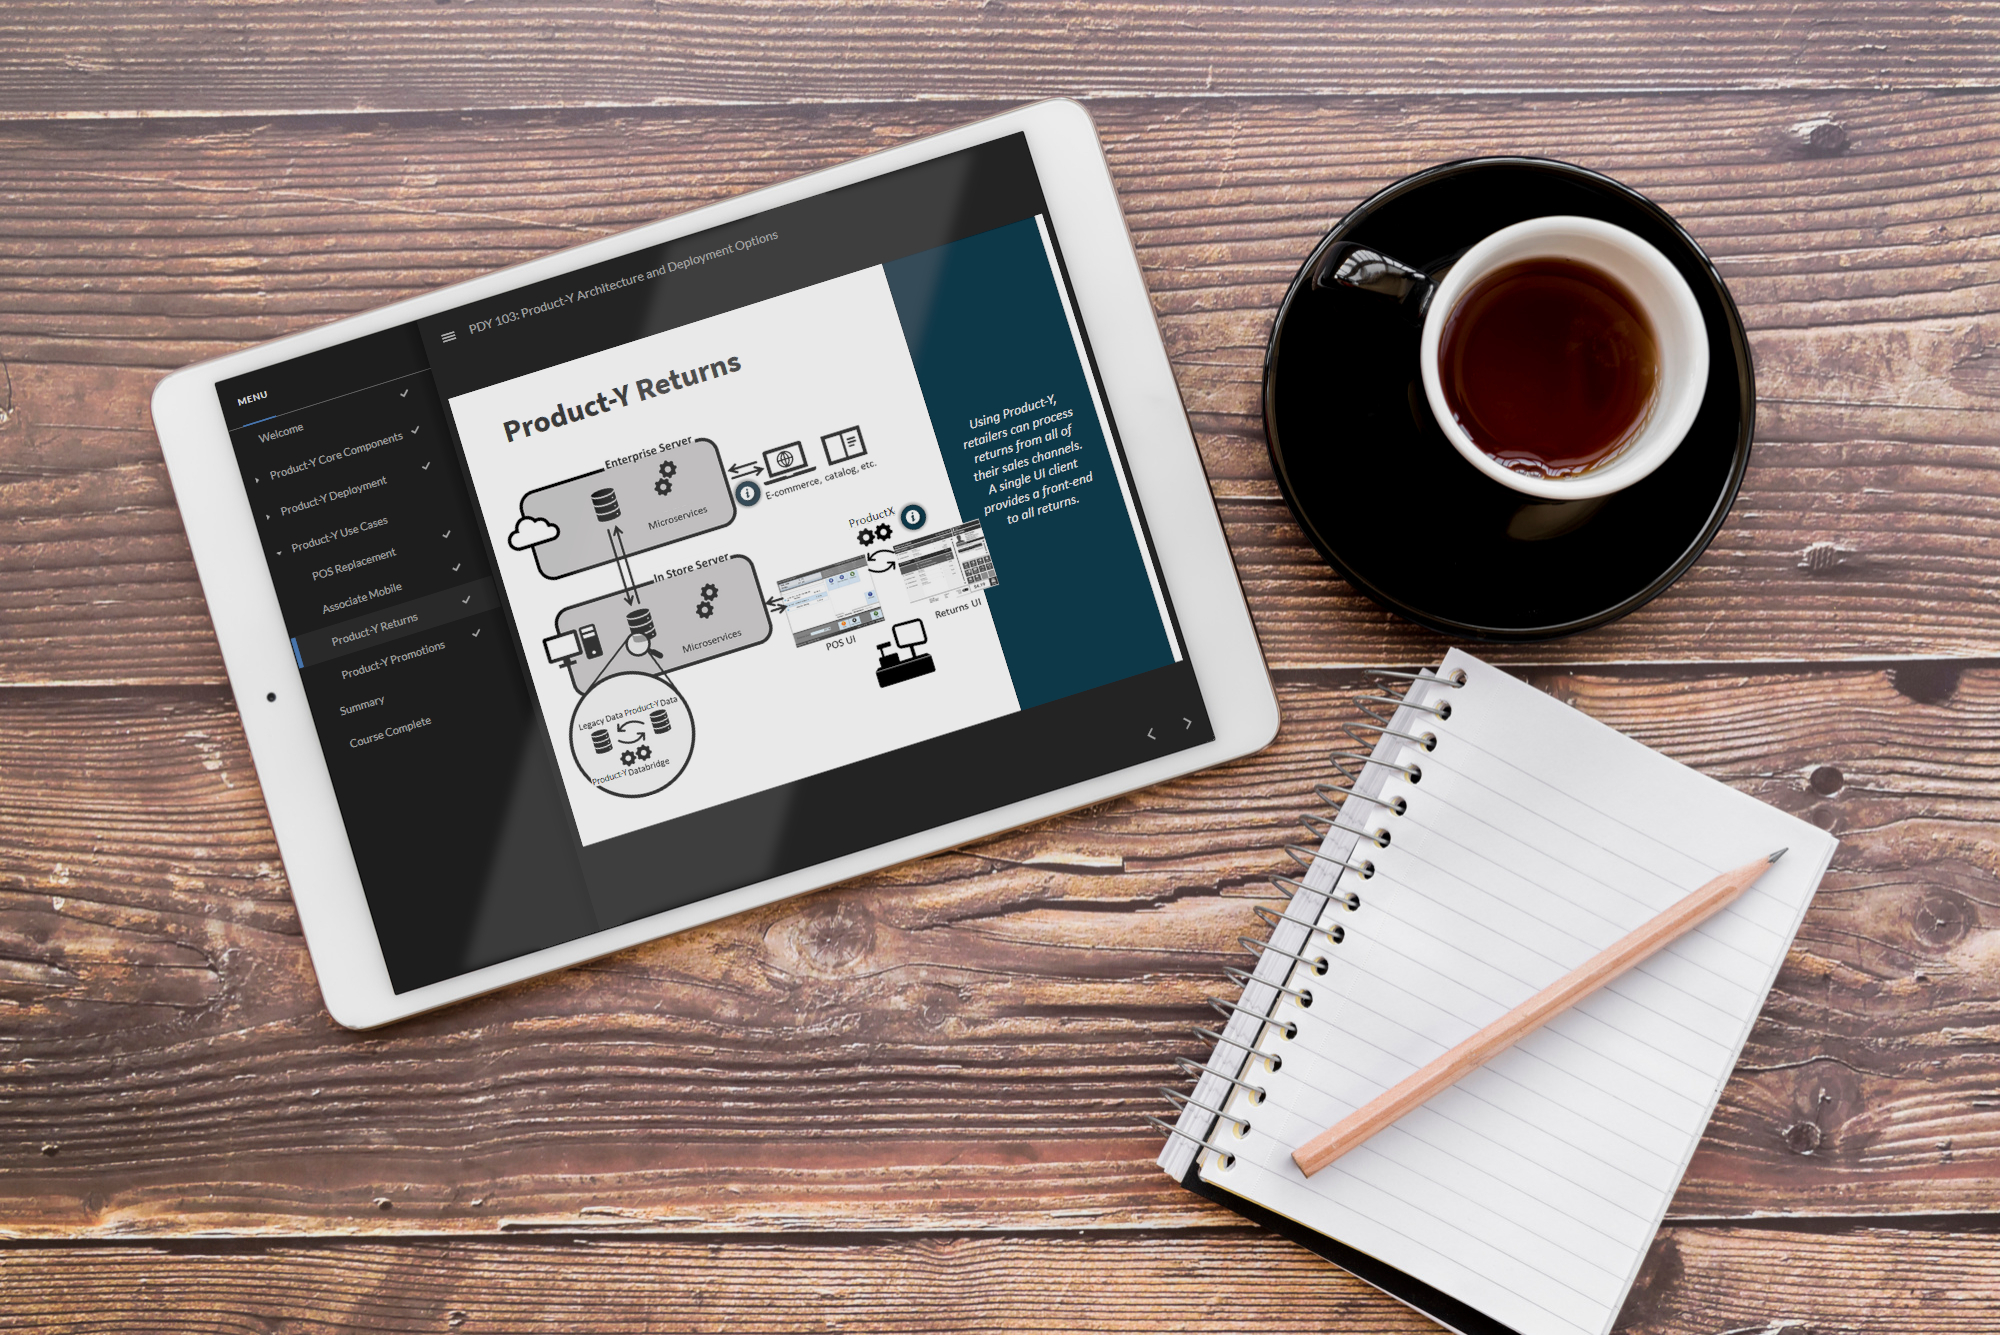 MENU
Welcome
Product-Y Core Components
Product-Y Deployment
Product-Y Use Cases
POS Replacement
Associate Mobile
Product-Y Returns
Product-Y Promotions
Summary
Course Complete
PDY 103: Product-Y Architecture and Deployment Options
Product-Y Returns
Enterprise Server
Microservices
E-commerce, catalog, etc.
In Store Server
Microservices
ProductX
POS UI
Returns UI
Legacy Data Product-Y Data
Product-Y Databridge
Using Product-Y,
retailers can process
returns from all of
their sales channels.
A single UI client
provides a front-end
to all returns.